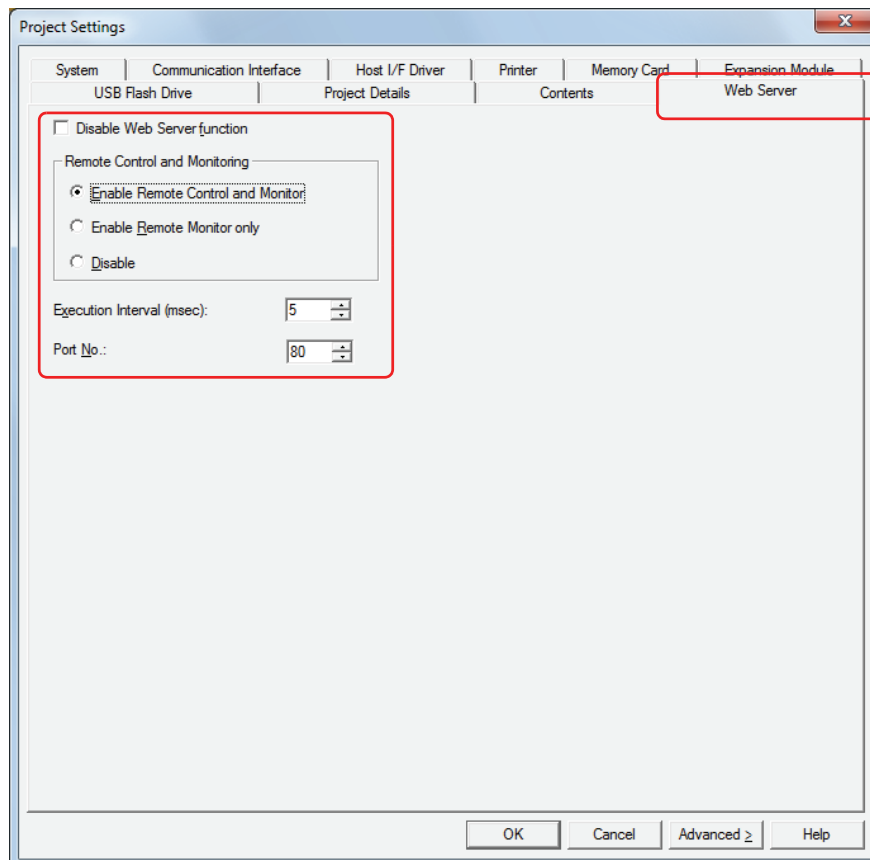 Project Settings
System Communication Interface Host I/F Driver Printer Memory Card Expansion Module
USB Flash Drive Project Details Contents Web Server
Disable Web Server function
Remote Control and Monitoring
Enable Remote Control and Monitor
Enable Remote Monitor only
Disable
Execution Interval (msec): 5
Port No.: 80
OK Cancel Advanced > Help